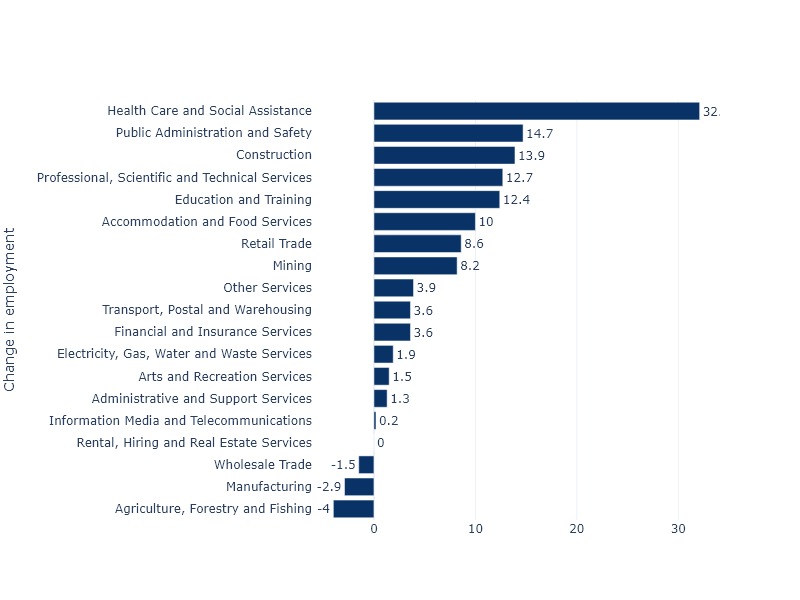 Health Care and Social Assistance 32.
Public Administration and Safety 14.7
Construction 13.9
Professional, Scientific and Technical Services 12.7
Education and Training 12.4
Accommodation and Food Services 10
Retail Trade 8.6
Mining 8.2
Other Services 3.9
Transport, Postal and Warehousing 3.6
Financial and Insurance Services 3.6
Electricity, Gas, Water and Waste Services 1.9
Arts and Recreation Services 1.5
Administrative and Support Services 1.3
Information Media and Telecommunications 0.2
Rental, Hiring and Real Estate Services 0
Wholesale Trade -1.5
Manufacturing -2.9
Agriculture, Forestry and Fishing -4
0 10 20 30
Change in employment